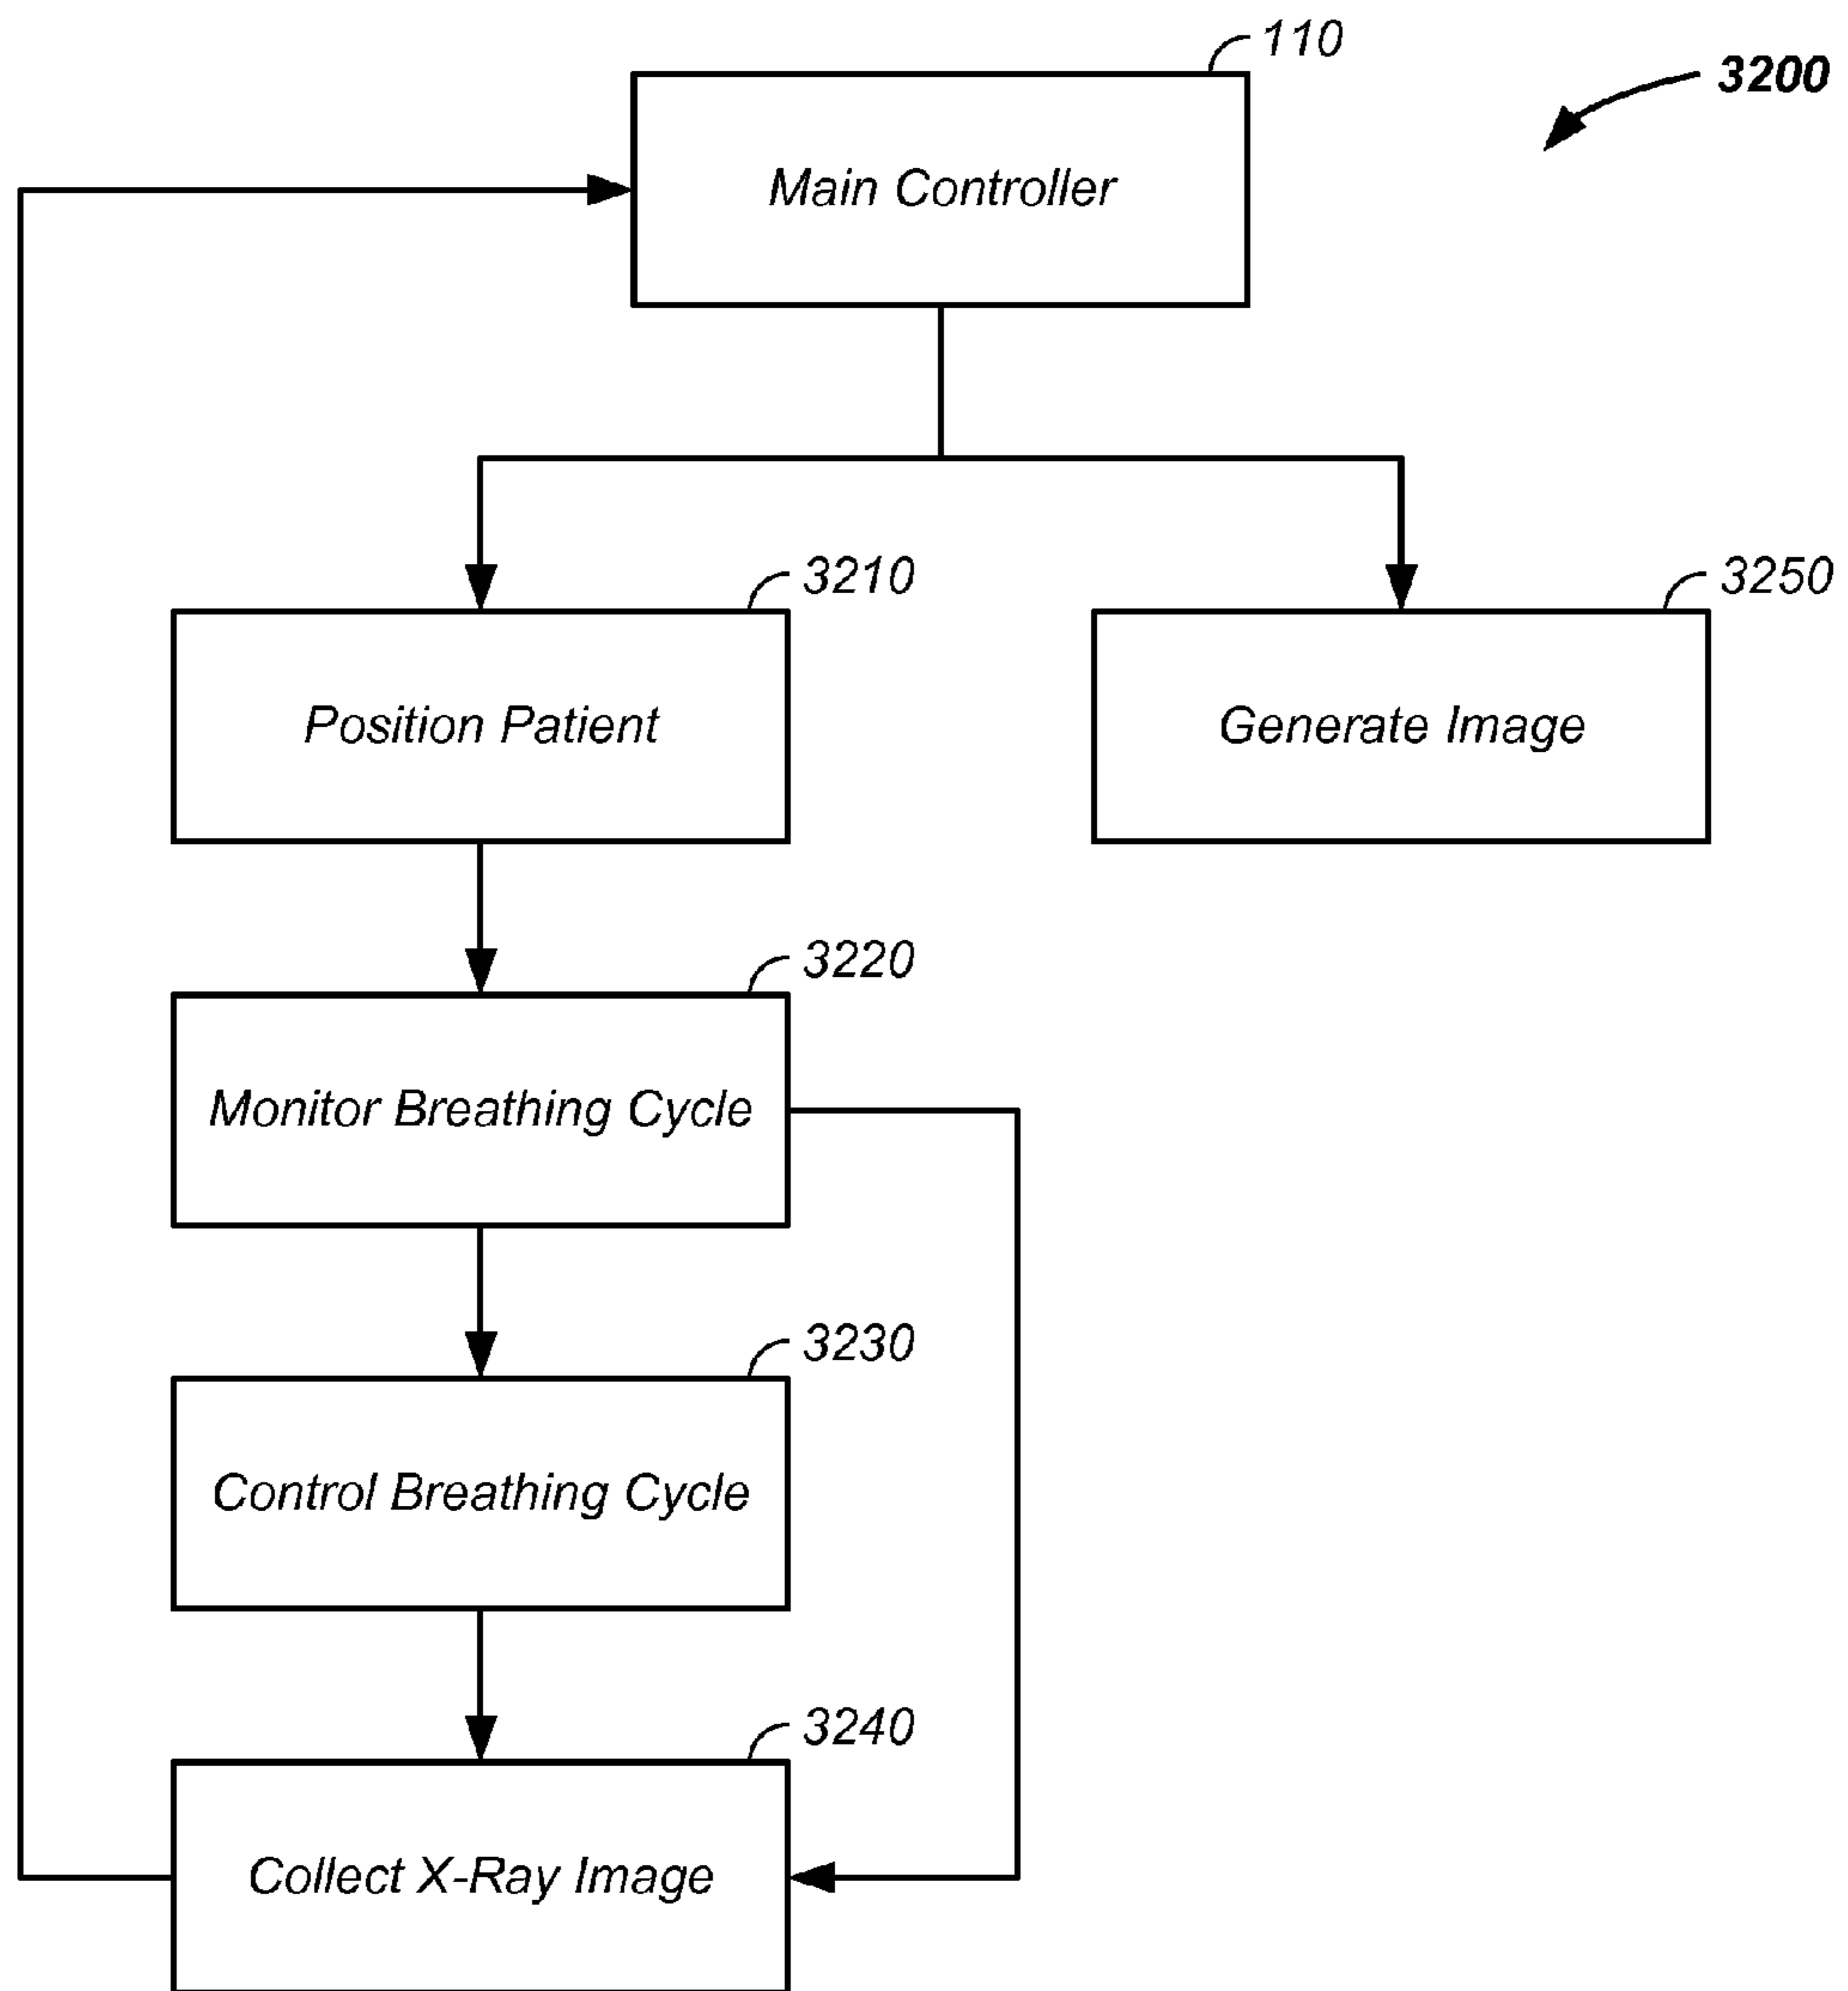 110
3200
Main Controller
3210
3250
Position Patient
Generate Image
3220
Monitor Breathing Cycle
3230
Control Breathing Cycle
3240
Collect X-Ray Image